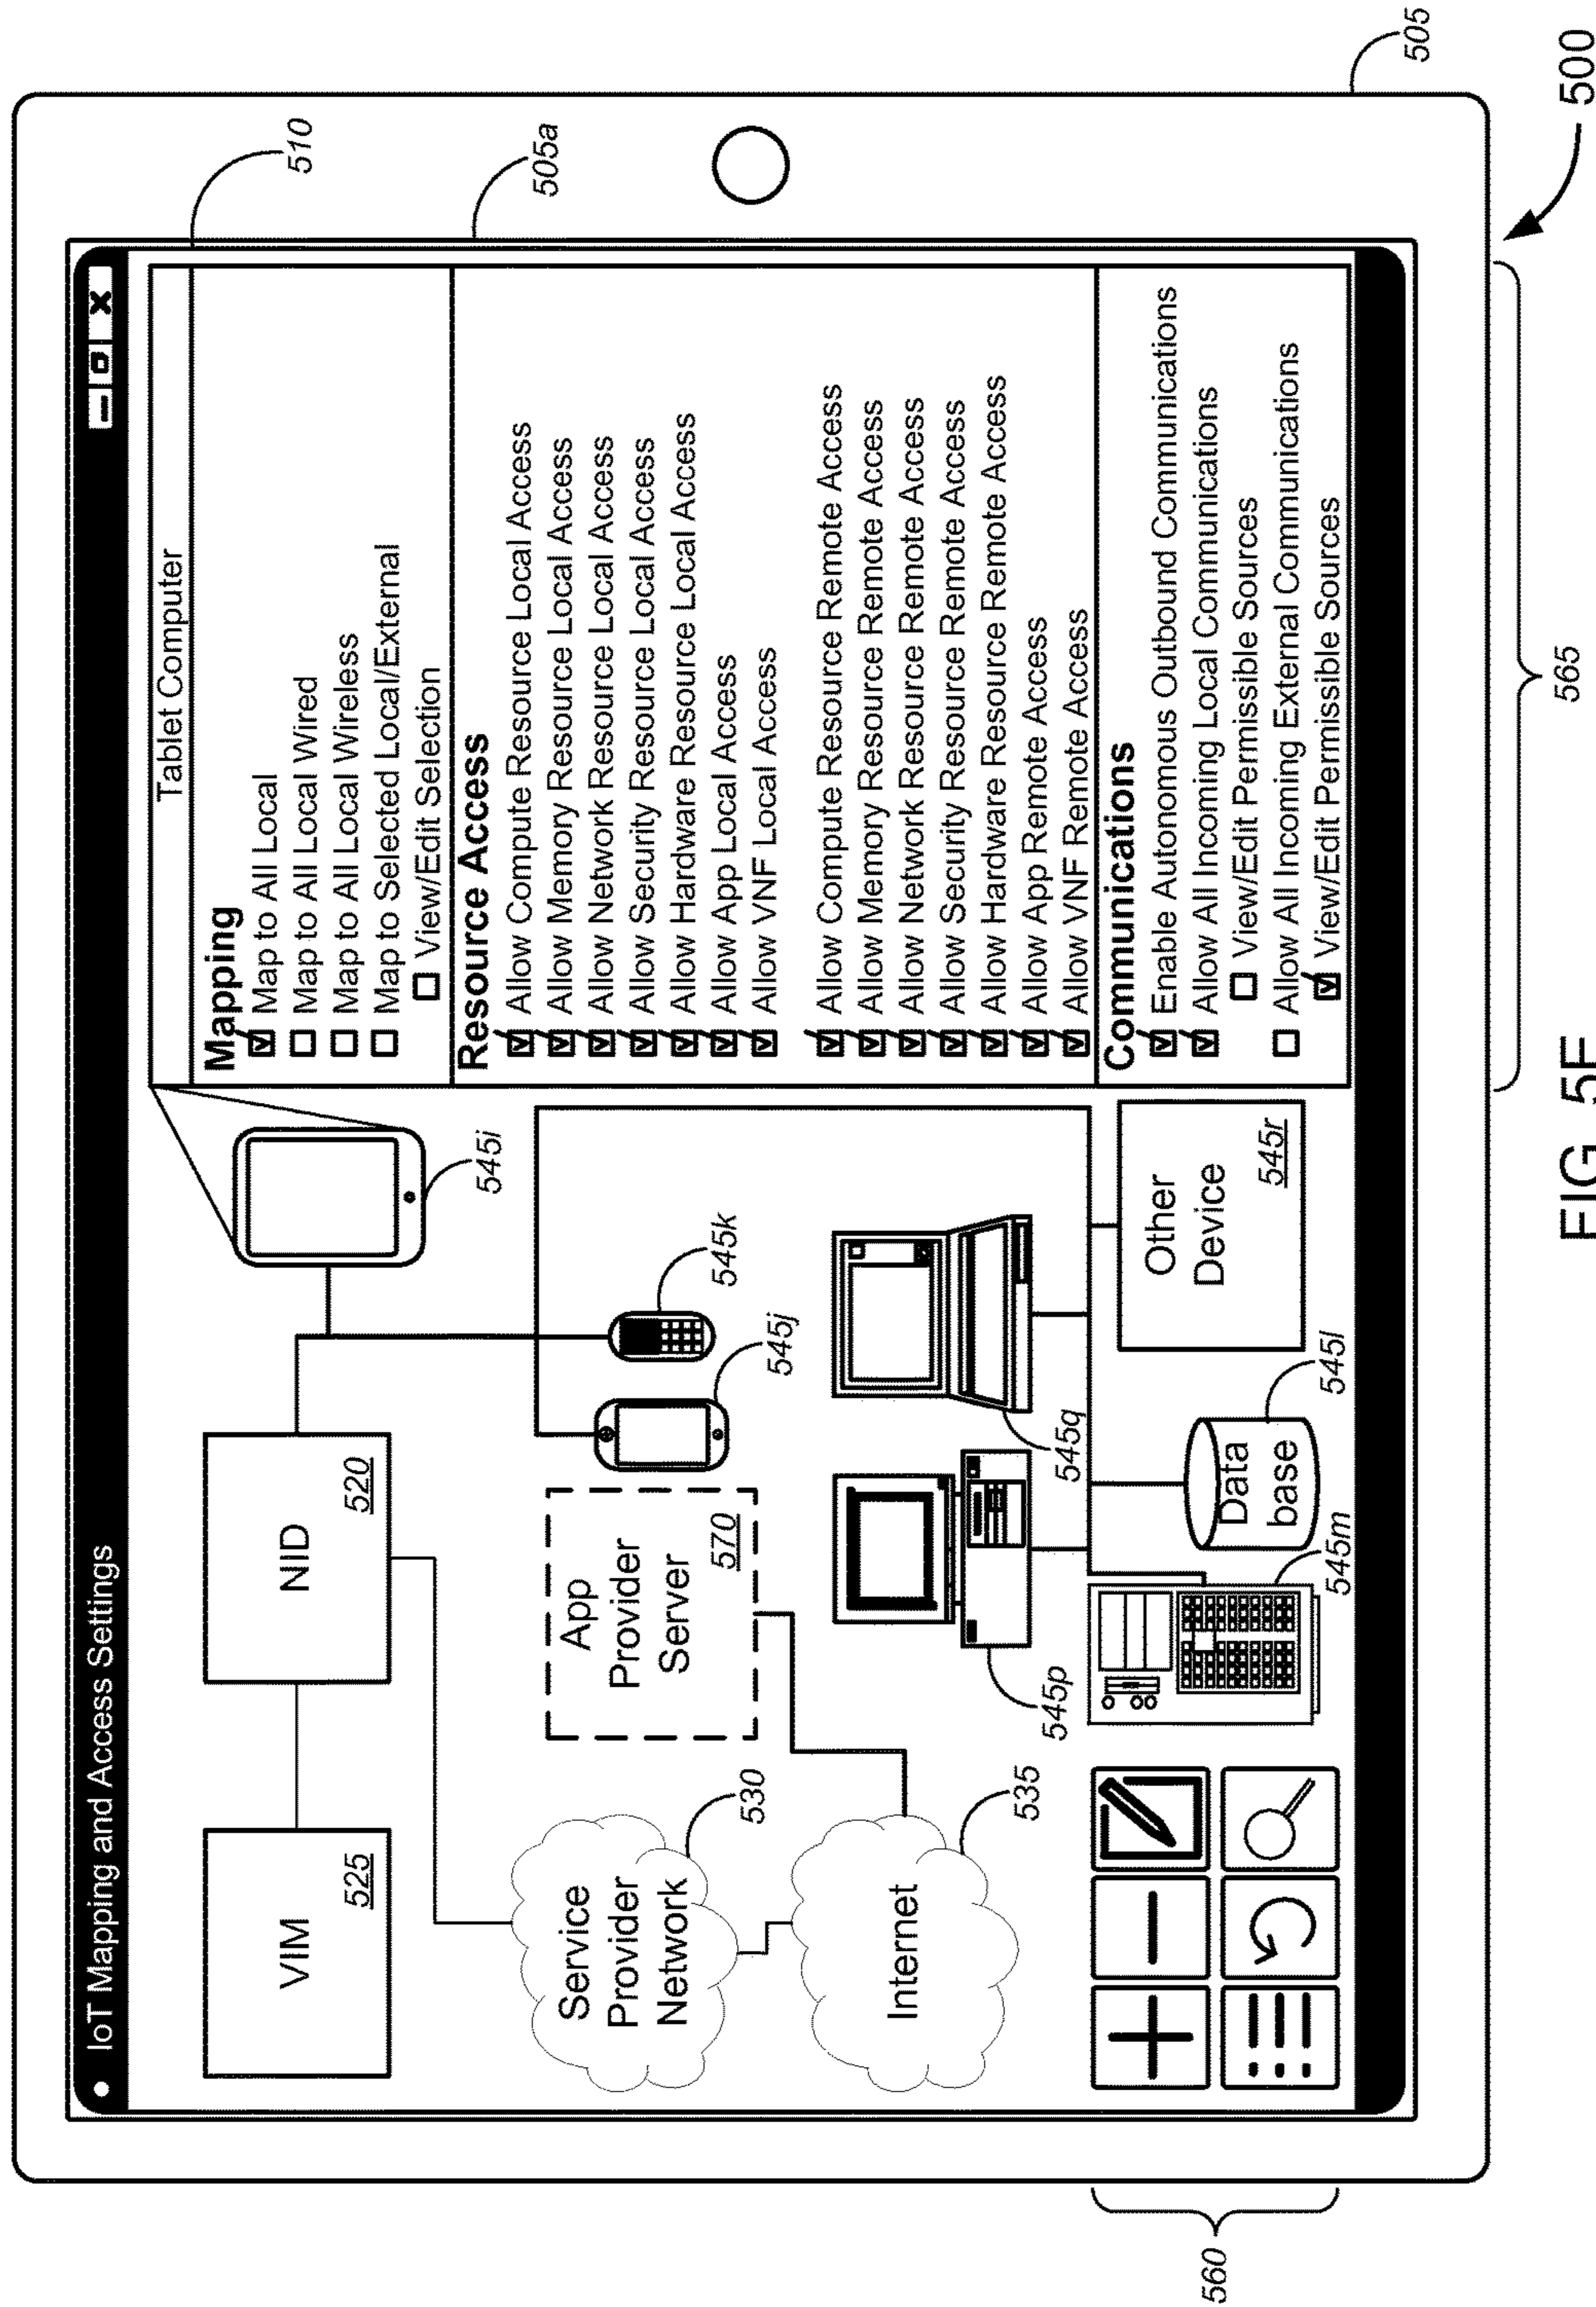 IoT Mapping and Access Settings
VIM
525
NID
520
Service
Provider
Network
530
Internet
535
App
Provider
Server
570
545i
545k
545j
545q
545p
Data
base
545l
545m
Other
Device
545r
Tablet Computer
Mapping
Map to All Local
Map to All Local Wired
Map to All Local Wireless
Map to Selected Local/External
View/Edit Selection
Resource Access
Allow Compute Resource Local Access
Allow Memory Resource Local Access
Allow Network Resource Local Access
Allow Security Resource Local Access
Allow Hardware Resource Local Access
Allow App Local Access
Allow VNF Local Access
Allow Compute Resource Remote Access
Allow Memory Resource Remote Access
Allow Network Resource Remote Access
Allow Security Resource Remote Access
Allow Hardware Resource Remote Access
Allow App Remote Access
Allow VNF Remote Access
Communications
Enable Autonomous Outbound Communications
Allow All Incoming Local Communications
View/Edit Permissible Sources
Allow All Incoming External Communications
View/Edit Permissible Sources
510
505a
505
500
560
565
FIG.